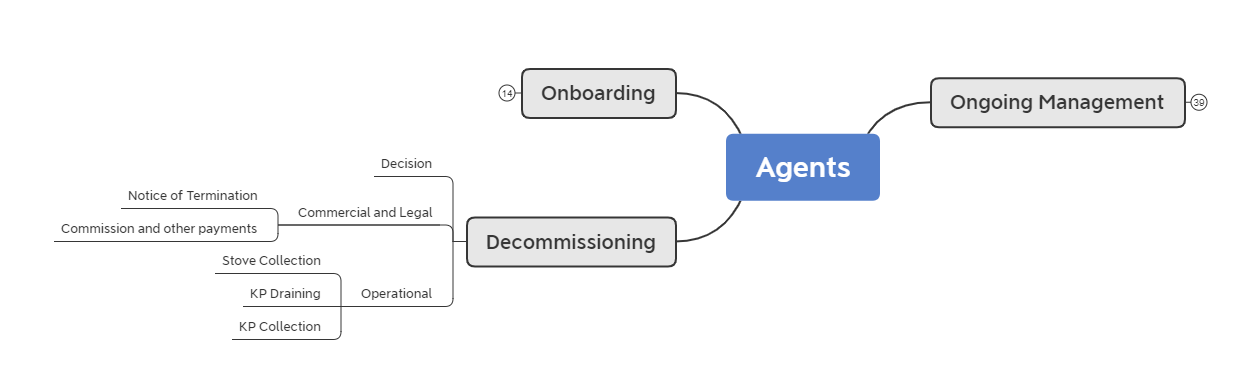 Agents
Onboarding
14
Ongoing Management
39
Decommissioning
Decision
Commercial and Legal
Notice of Termination
Commission and other payments
Operational
Stove Collection
KP Draining
KP Collection